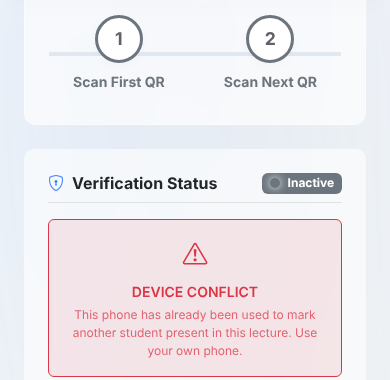 1 2
Scan First QR Scan Next QR
Verification Status Inactive
DEVICE CONFLICT
This phone has already been used to mark
another student present in this lecture. Use
your own phone.